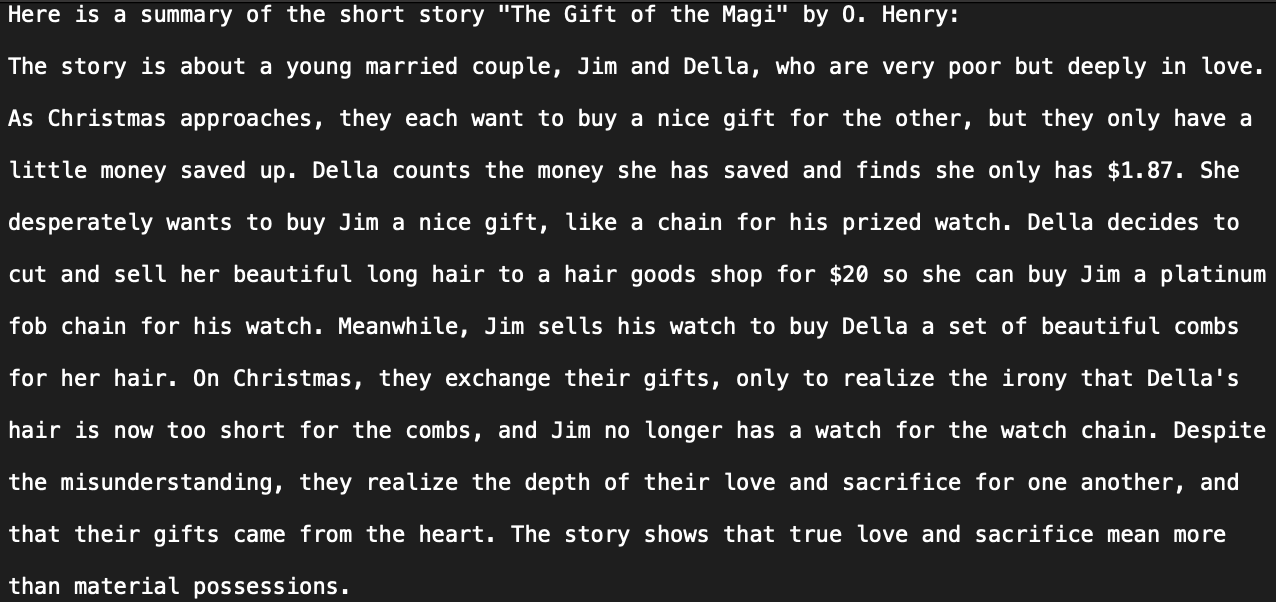 Here is a summary of the short story "The Gift of the Magi" by O. Henry:
The story is about a young married couple, Jim and Della, who are very poor but deeply in love.
As Christmas approaches, they each want to buy a nice gift for the other, but they only have a
little money saved up. Della counts the money she has saved and finds she only has $1.87. She
desperately wants to buy Jim a nice gift, like a chain for his prized watch. Della decides to
cut and sell her beautiful long hair to a hair goods shop for $20 so she can buy Jim a platinum
fob chain for his watch. Meanwhile, Jim sells his watch to buy Della a set of beautiful combs
for her hair. On Christmas, they exchange their gifts, only to realize the irony that Della's
hair is now too short for the combs, and Jim no longer has a watch for the watch chain. Despite
the misunderstanding, they realize the depth of their love and sacrifice for one another, and
that their gifts came from the heart. The story shows that true love and sacrifice mean more
than material possessions.